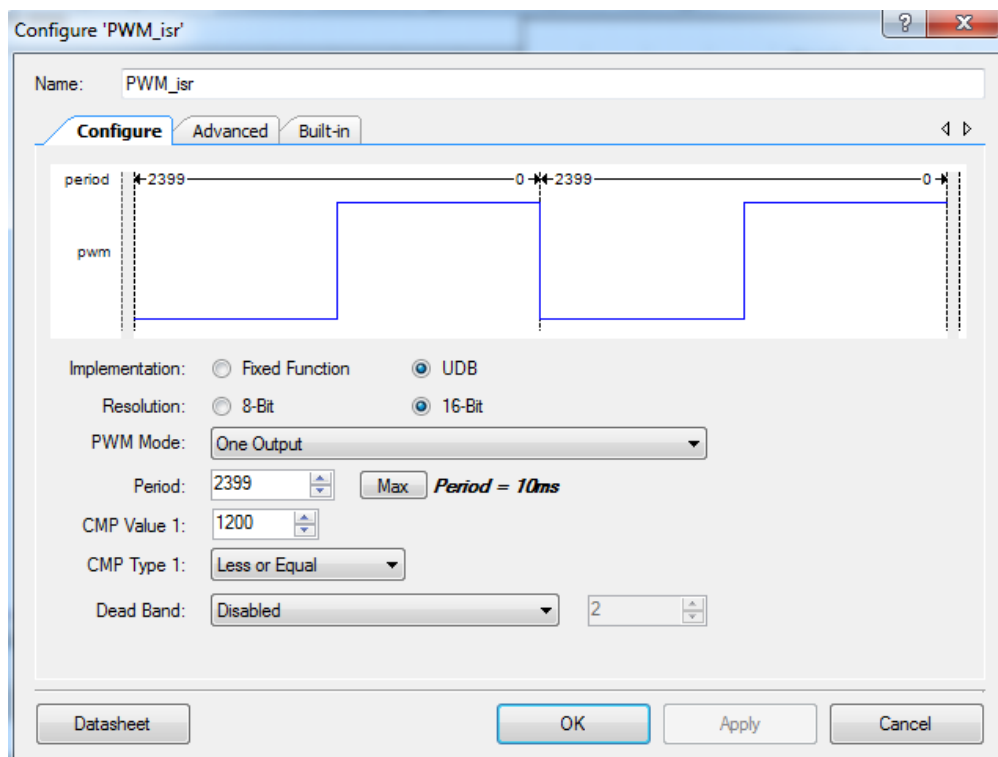 Configure 'PWM_isr'
Name: PWM_isr
Configure Advanced Built-in
period 2399 0 2399 0
pwm
Implementation: Fixed Function UDB
Resolution: 8-Bit 16-Bit
PWM Mode: One Output
Period: 2399 Max Period = 10ms
CMP Value 1: 1200
CMP Type 1: Less or Equal
Dead Band: Disabled 2
Datasheet OK Apply Cancel